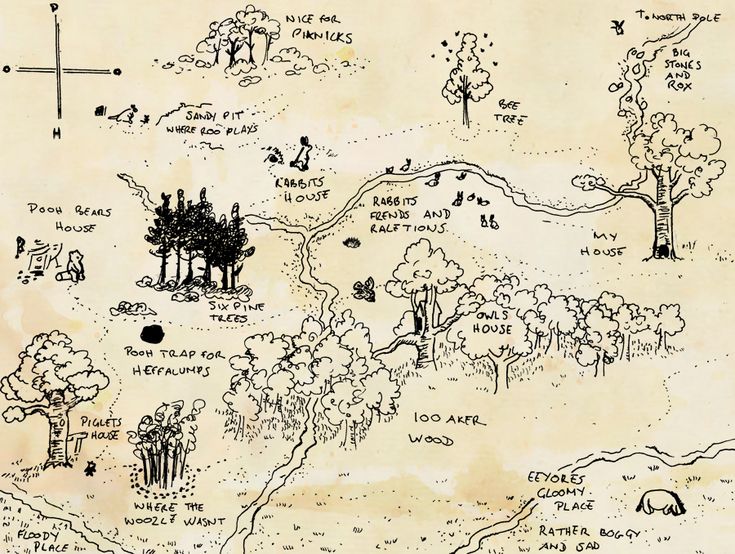 P
NICE FOR
PIKNICKS
TO NORTH POLE
BIG
STONES
AND
ROX
O
O
BEE
TREE
SANDY PIT
WHERE ROO PLAYS
H
RABBITS
HOUSE
RABBITS
FRENDS AND
RALETIONS
POOH BEARS
HOUSE
MY
HOUSE
SIX PINE
TREES
OWLS
HOUSE
POOH TRAP FOR
HEFFALUMPS
PIGLETS
HOUSE
100 AKER
WOOD
EEYORES
GLOOMY
PLACE
WHERE THE
WOOZLE WASNT
FLOODY
PLACE
RATHER BOGGY
AND SAD